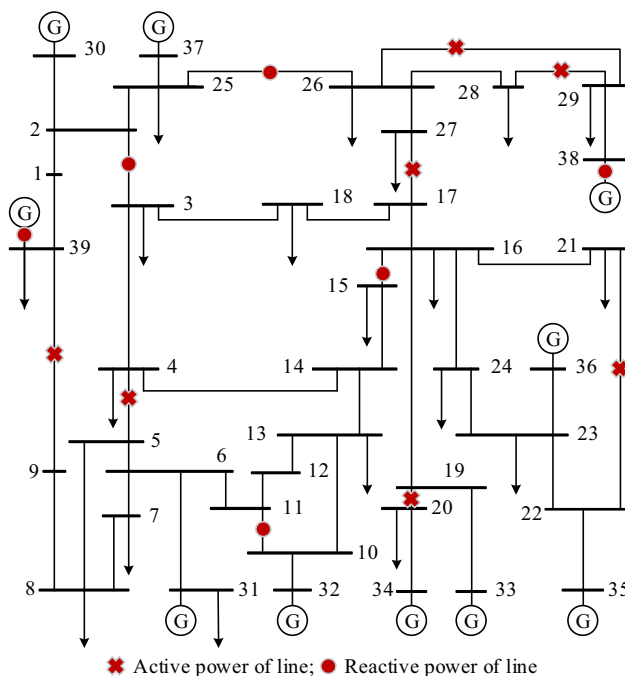 G G
30 37
25 26 28 29
2 27 38
1 G
G 3 18 17
39 16 21
15 G
4 14 24 36
5 13 23
9 6 12 19
7 11 20 22
8 10
31 32 34 33 35
G G G G G
Active power of line; Reactive power of line